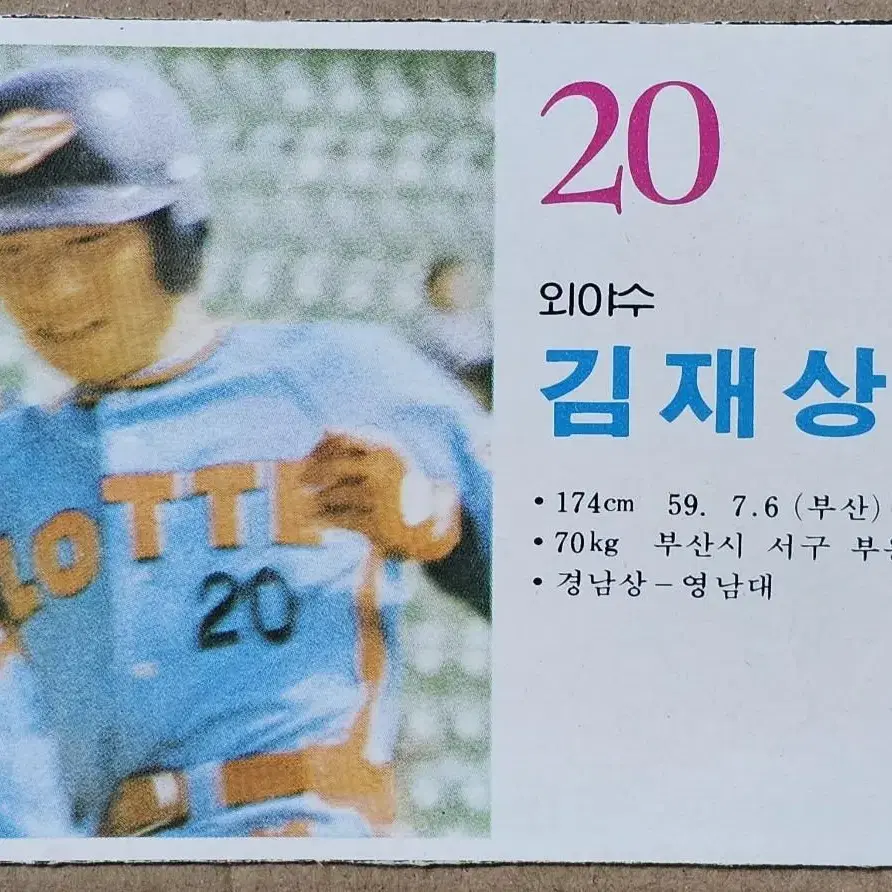 LOTTE
20
20
외야수
김재상
• 174cm 59. 7.6 (부산)
• 70kg 부산시 서구
• 경남상-영남대